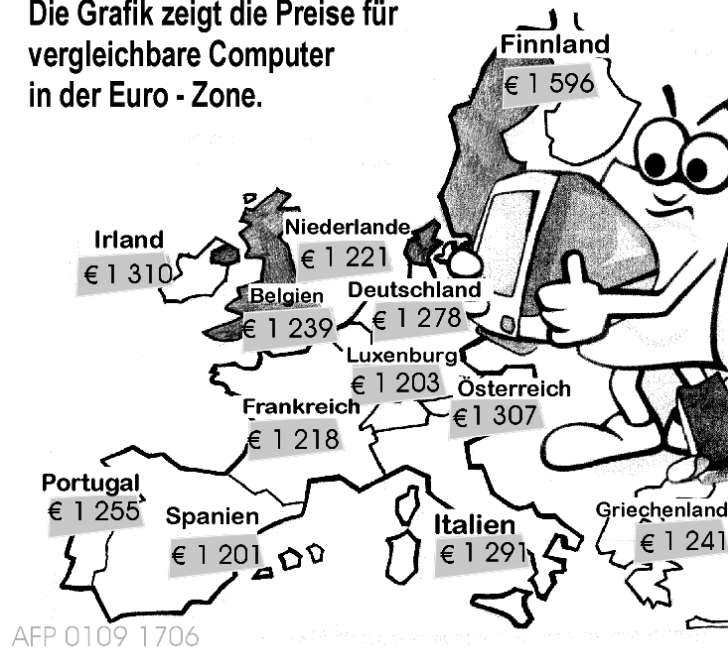 Die Grafik zeigt die Preise für
vergleichbare Computer
in der Euro - Zone.
Finnland
€ 1 596
Irland
€ 1 310
Niederlande
€ 1 221
Belgien
€ 1 239
Deutschland
€ 1 278
Luxenburg
€ 1 203
Österreich
€ 1 307
Frankreich
€ 1 218
Portugal
€ 1 255
Spanien
€ 1 201
Italien
€ 1 291
Griechenland
€ 1 241
AFP 0109 1706